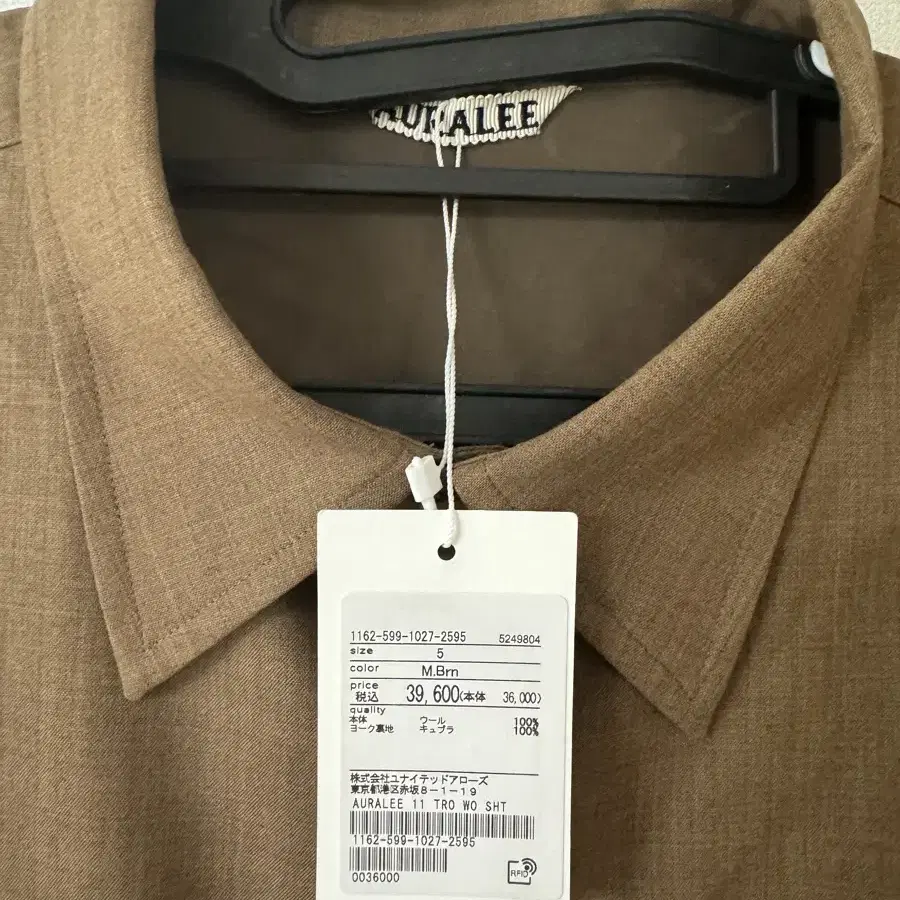 AURALEE
1162-599-1027-2595 5249804
size 5
color M.Brn
price
税込 39,600(本体 36,000)
quality
本体 ウール 100%
ヨーク裏地 キュプラ 100%
株式会社ユナイテッドアローズ
東京都港区赤坂8-1-19
AURALEE 11 TRO WO SHT
1162-599-1027-2595
0036000
RFID